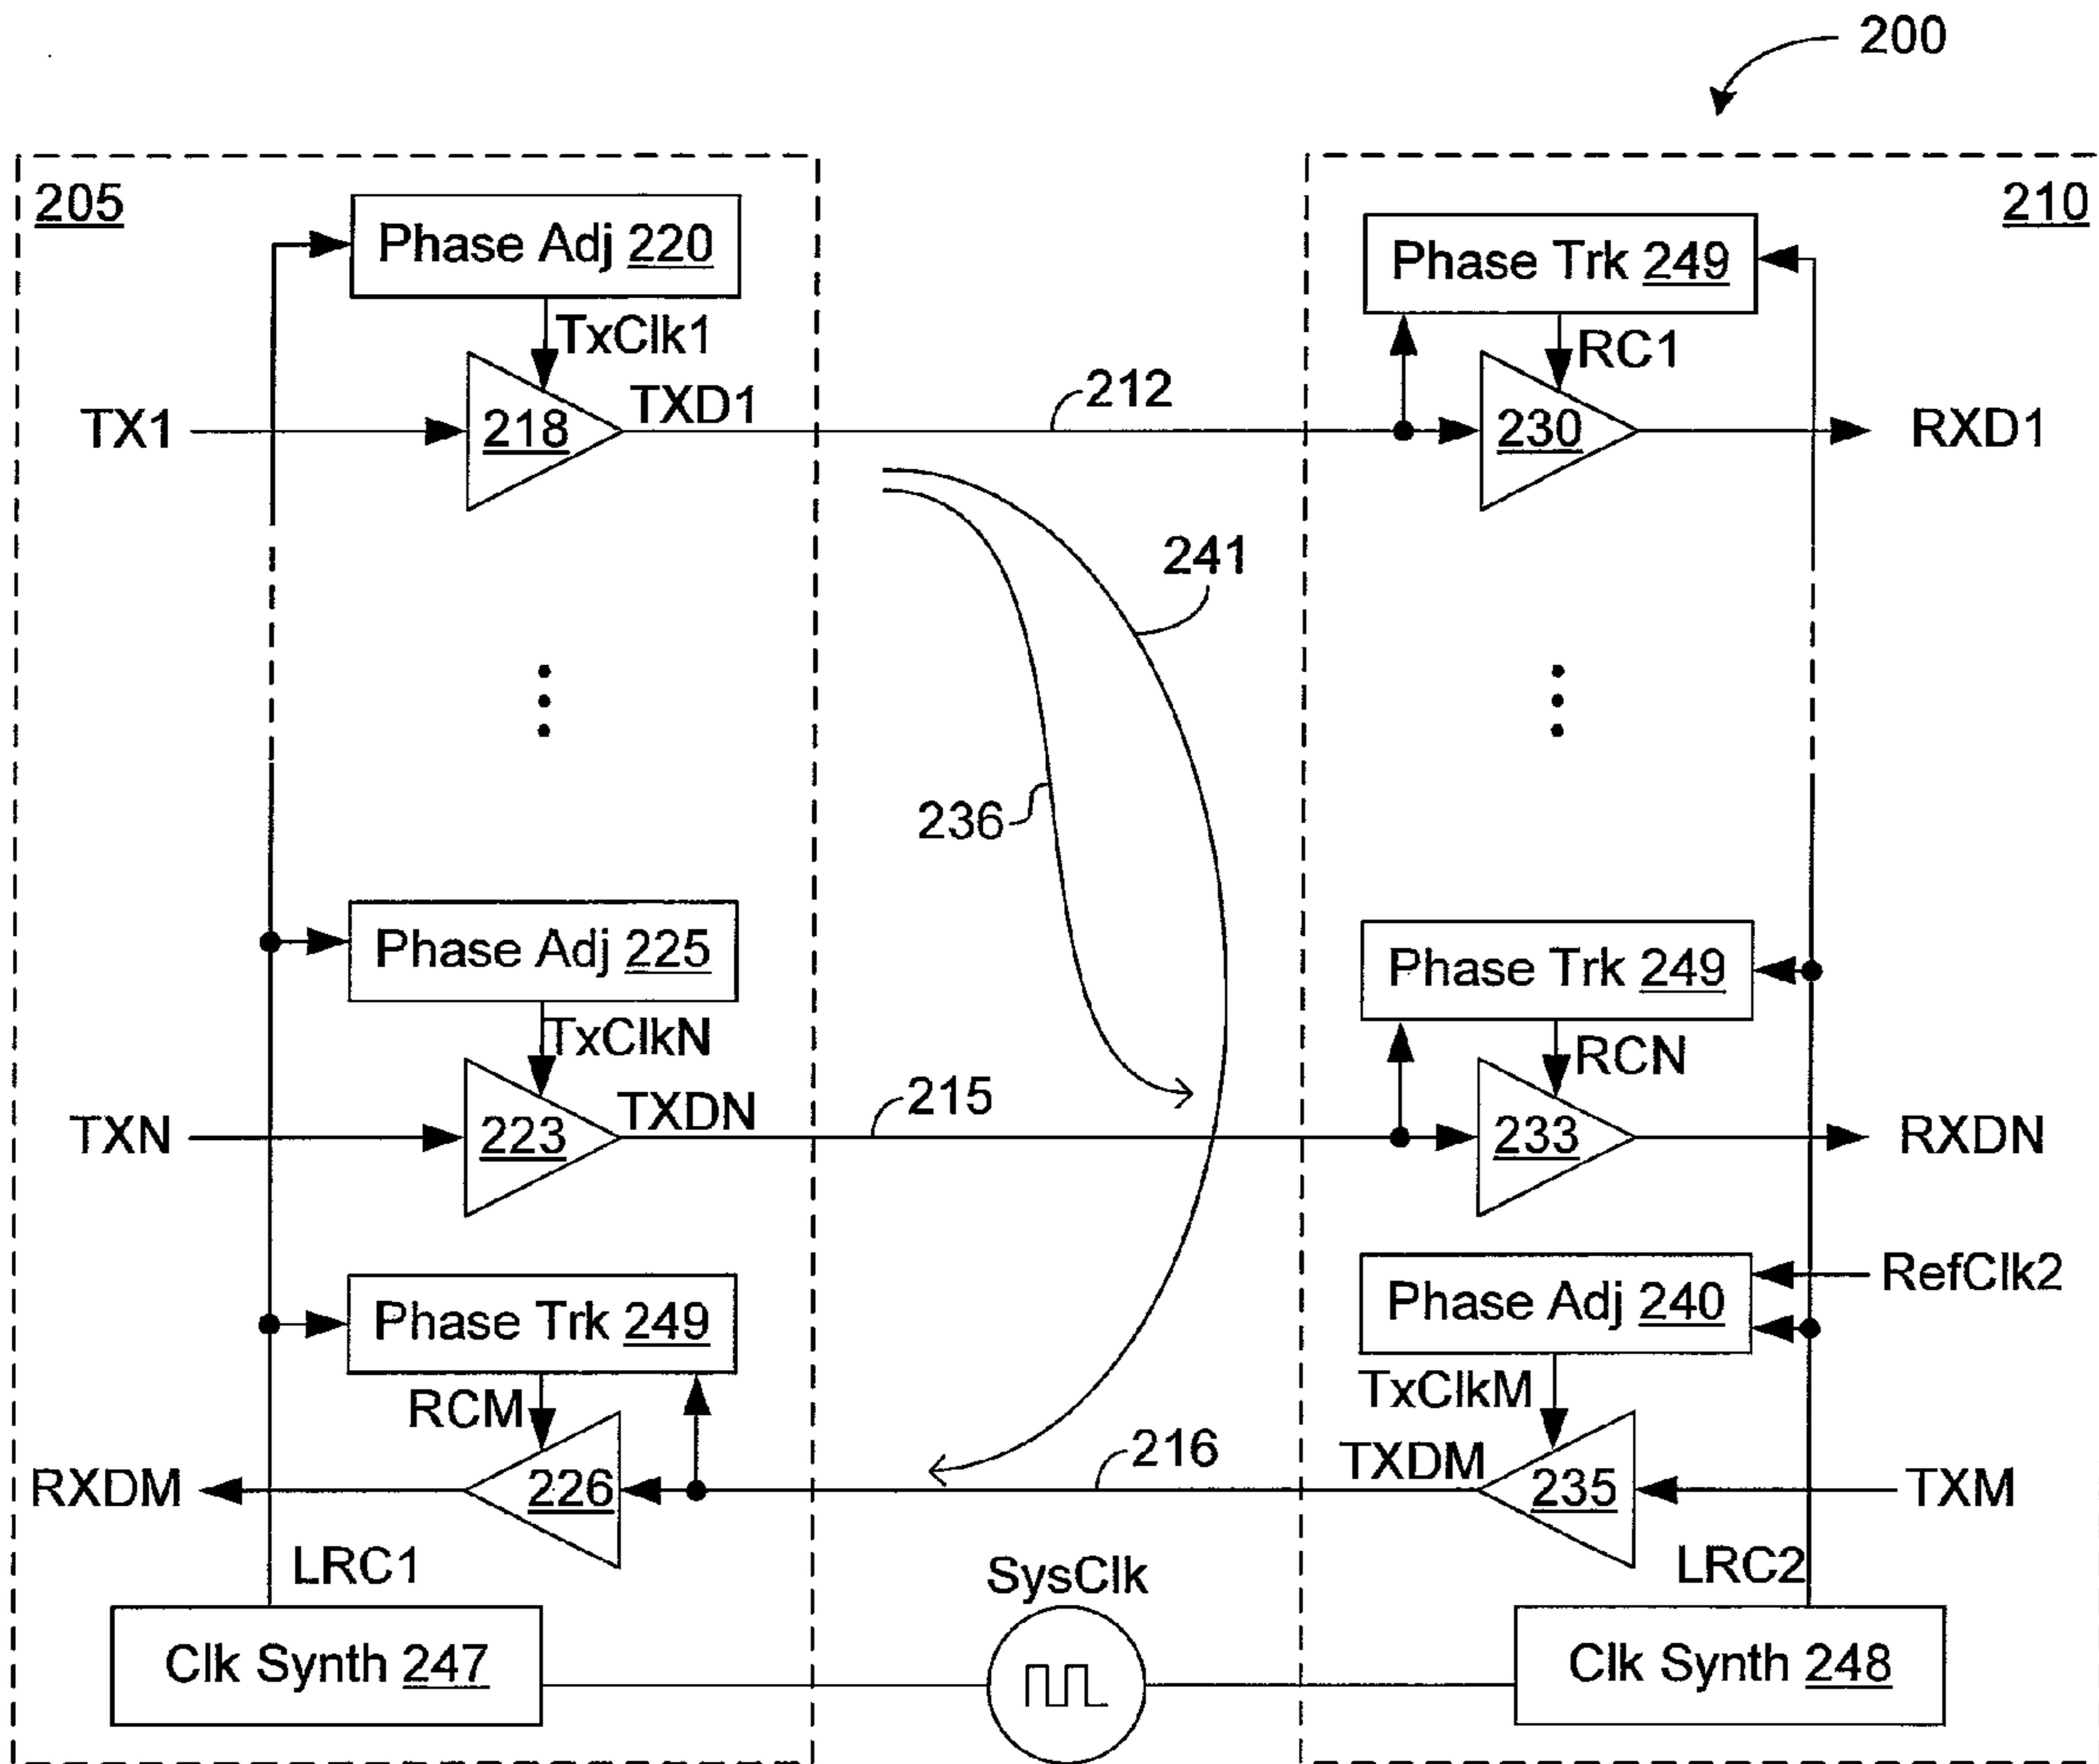 200
205
210
Phase Adj 220
Phase Trk 249
TxClk1
RC1
TX1
218
TXD1
212
230
RXD1
241
236
Phase Adj 225
Phase Trk 249
TxClkN
RCN
TXN
223
TXDN
215
233
RXDN
Phase Trk 249
Phase Adj 240
RefClk2
RCM
TxClkM
RXDM
226
216
TXDM
235
TXM
LRC1
SysClk
LRC2
Clk Synth 247
Clk Synth 248